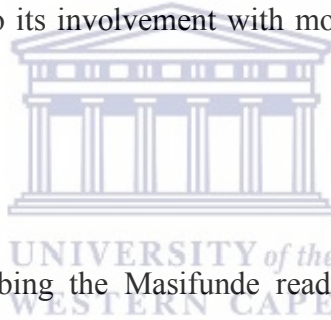 o its involvement with mo
UNIVERSITY of the
bing the Masifunde read
WESTERN CAPE